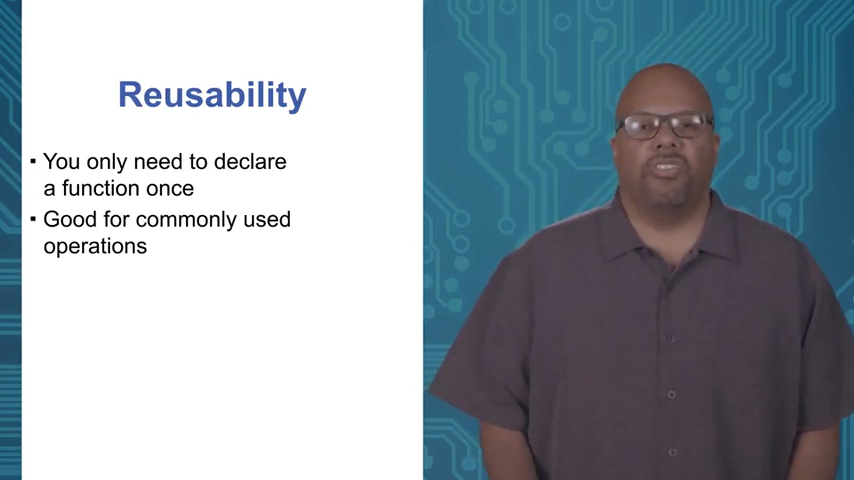 Reusability
▪ You only need to declare
a function once
▪ Good for commonly used
operations